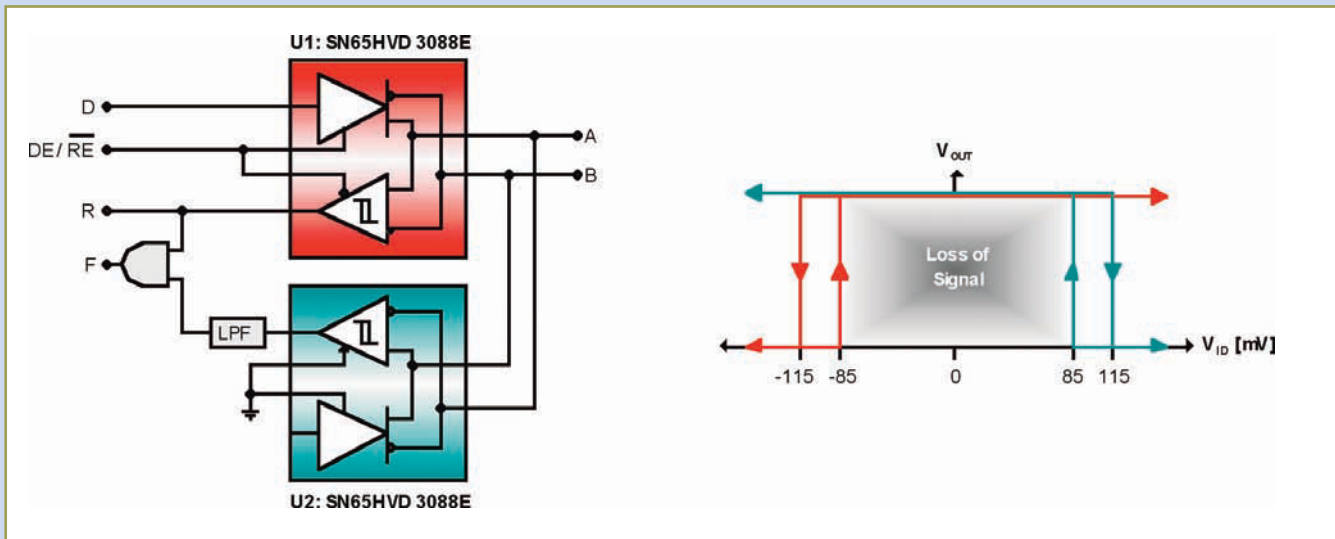 U1: SN65HVD 3088E
D
DE/RE
R
F
LPF
A
B
U2: SN65HVD 3088E
VOUT
Loss of
Signal
VID [mV]
-115 -85 0 85 115